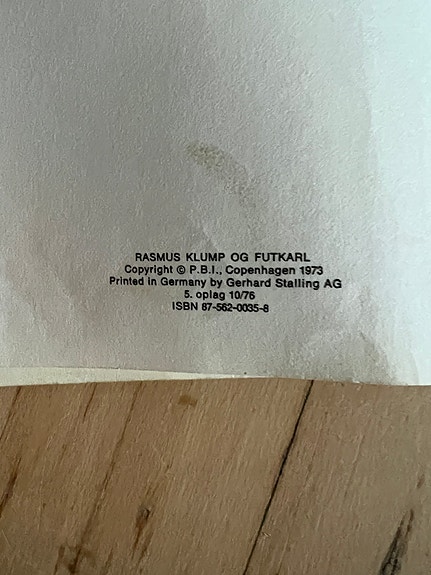 RASMUS KLUMP OG FUTKARL
Copyright © P.B.I., Copenhagen 1973
Printed in Germany by Gerhard Stalling AG
5. oplag 10/76
ISBN 87-562-0035-8